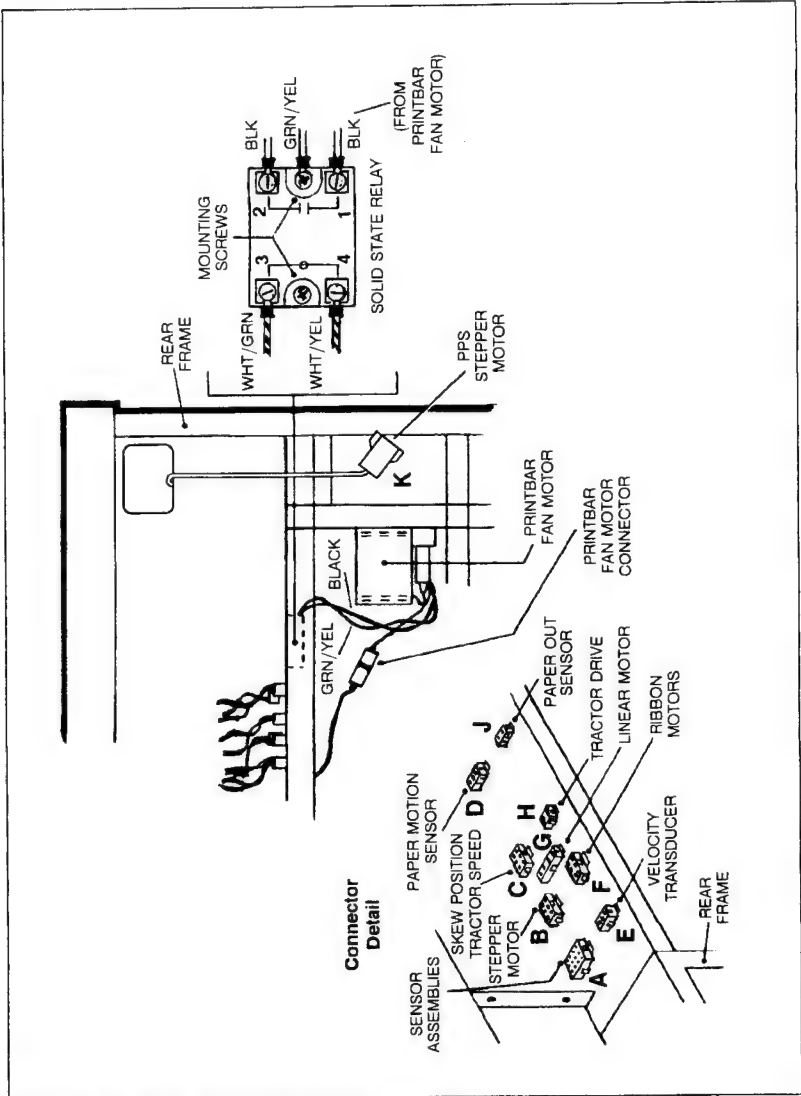 MOUNTING
SCREWS
BLK
GRN/YEL
BLK
(FROM
PRINTBAR
FAN MOTOR)
3
2
4
1
WHT/GRN
WHT/YEL
SOLID STATE RELAY
REAR
FRAME
PPS
STEPPER
MOTOR
K
BLACK
GRN/YEL
PRINTBAR
FAN MOTOR
PRINTBAR
FAN MOTOR
CONNECTOR
Connector
Detail
PAPER MOTION
SENSOR
SKEW POSITION
TRACTOR SPEED
STEPPER
MOTOR
SENSOR
ASSEMBLIES
D
J
C
G
H
B
F
A
E
PAPER OUT
SENSOR
TRACTOR DRIVE
LINEAR MOTOR
RIBBON
MOTORS
VELOCITY
TRANSDUCER
REAR
FRAME